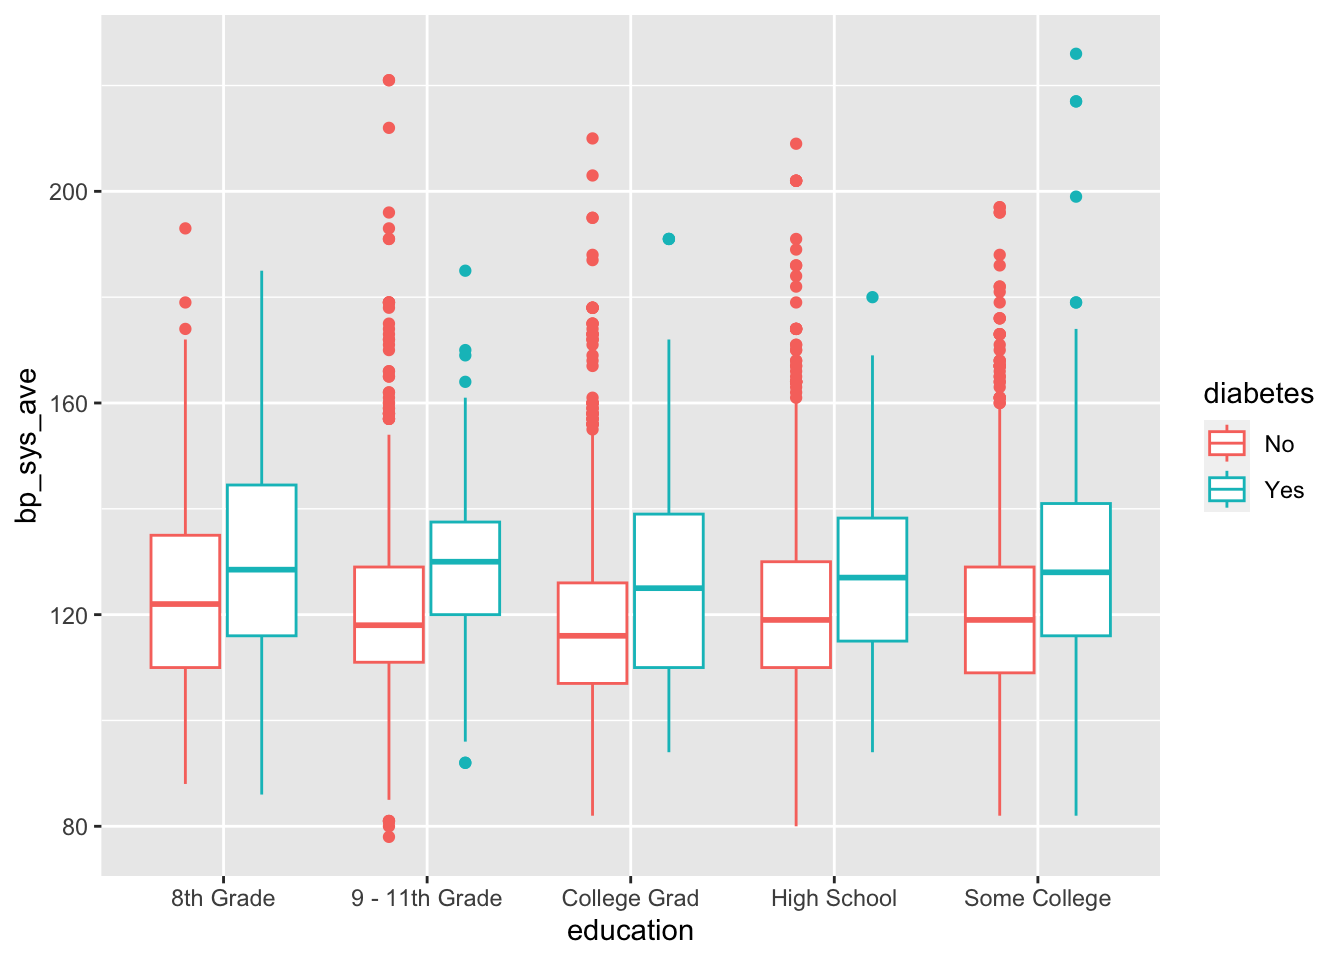 bp_sys_ave
200
160
120
80
8th Grade
9 - 11th Grade
College Grad
High School
Some College
education
diabetes
No
Yes